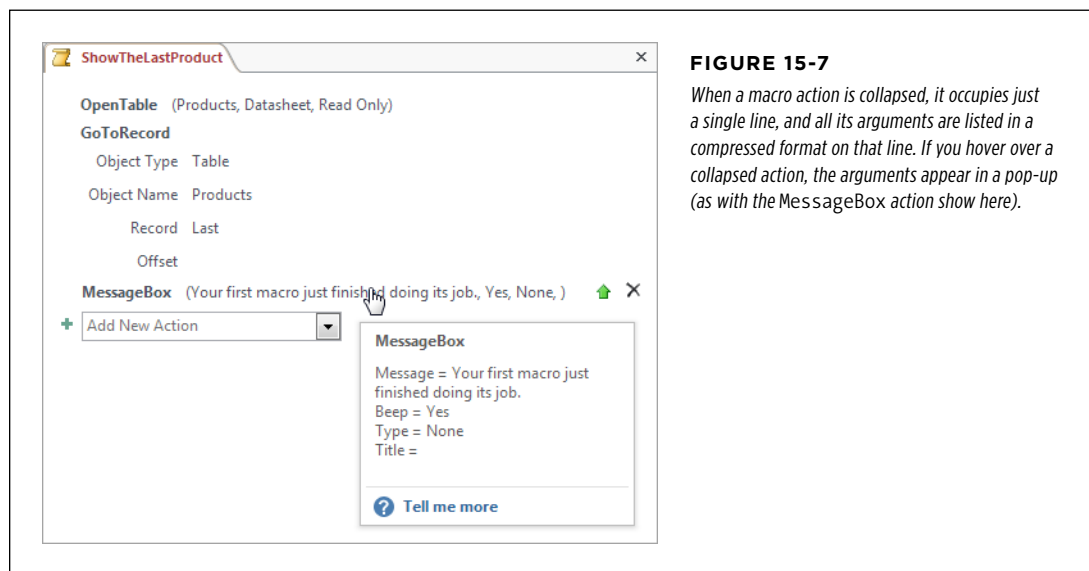 ShowTheLastProduct
OpenTable (Products, Datasheet, Read Only)
GoToRecord
Object Type Table
Object Name Products
Record Last
Offset
MessageBox (Your first macro just finished doing its job., Yes, None, )
Add New Action
MessageBox
Message = Your first macro just
finished doing its job.
Beep = Yes
Type = None
Title =
Tell me more
FIGURE 15-7
When a macro action is collapsed, it occupies just
a single line, and all its arguments are listed in a
compressed format on that line. If you hover over a
collapsed action, the arguments appear in a pop-up
(as with the MessageBox action show here).